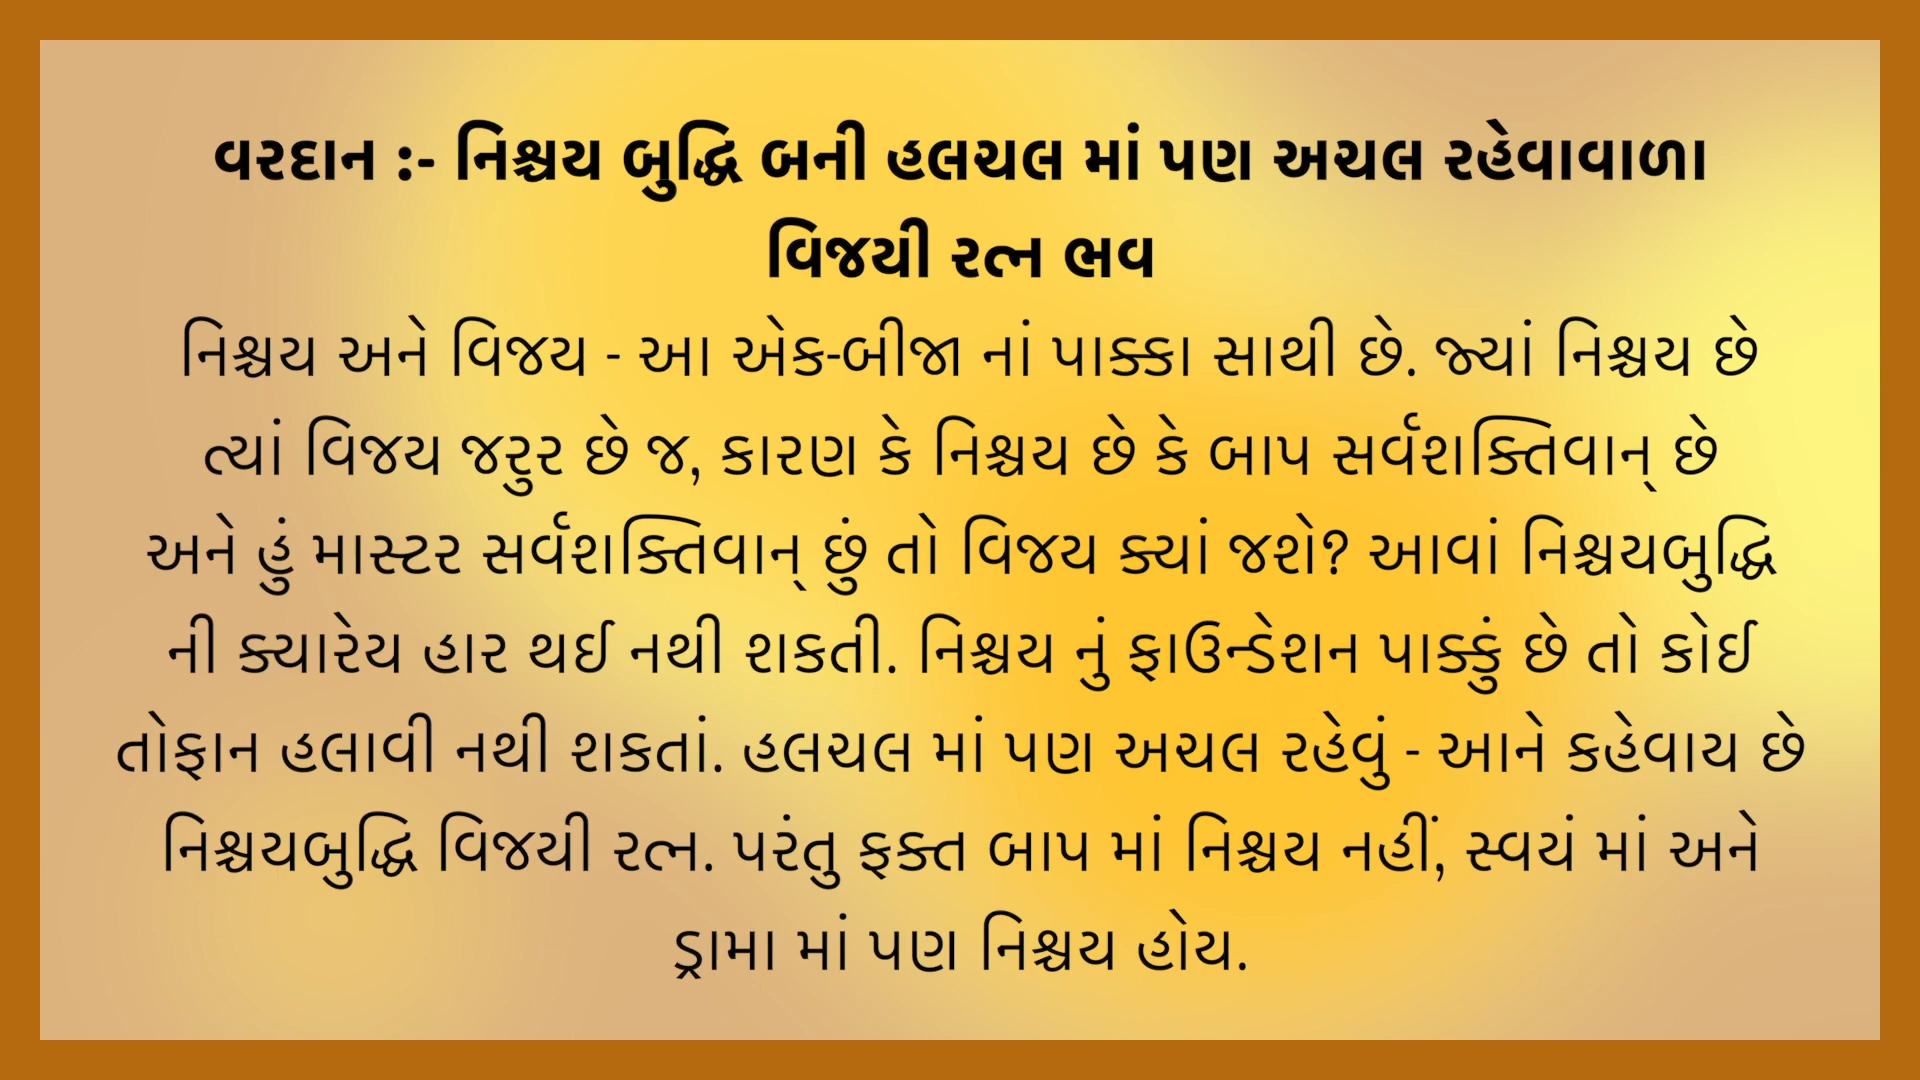 વરદાન :- નિશ્ચય બુદ્ધિ બની હલચલ માં પણ અચલ રહેવાવાળા
વિજયી રત્ન ભવ
નિશ્ચય અને વિજય - આ એક-બીજા નાં પાક્કા સાથી છે. જ્યાં નિશ્ચય છે
ત્યાં વિજય જરુર છે જ, કારણ કે નિશ્ચય છે કે બાપ સર્વશક્તિવાન્ છે
અને હું માસ્ટર સર્વશક્તિવાન્ છું તો વિજય ક્યાં જશે? આવાં નિશ્ચયબુદ્ધિ
ની ક્યારેય હાર થઈ નથી શકતી. નિશ્ચય નું ફાઉન્ડેશન પાક્કું છે તો કોઈ
તોફાન હલાવી નથી શકતાં. હલચલ માં પણ અચલ રહેવું - આને કહેવાય છે
નિશ્ચયબુદ્ધિ વિજયી રત્ન. પરંતુ ફક્ત બાપ માં નિશ્ચય નહીં, સ્વયં માં અને
ડ્રામા માં પણ નિશ્ચય હોય.